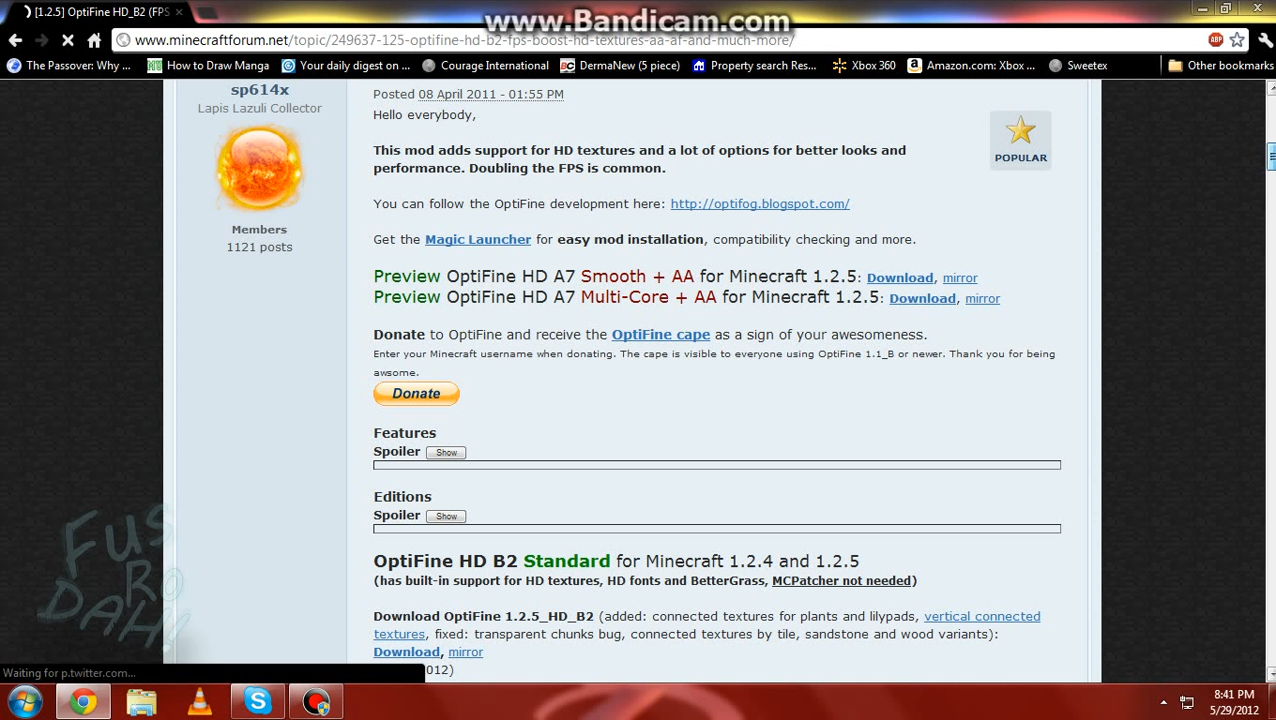 www.Bandicam.com
[1.2.5] OptiFine HD_B2 (FPS
www.minecraftforum.net/topic/249637-125-optifine-hd-b2-fps-boost-hd-textures-aa-af-and-much-more/
ABP
The Passover: Why ... How to Draw Manga Your daily digest on ... Courage International DermaNew (5 piece) Property search Res... Xbox 360 Amazon.com: Xbox ... Sweetex Other bookmarks
sp614x
Lapis Lazuli Collector
Members
1121 posts
Posted 08 April 2011 - 01:55 PM
Hello everybody,
POPULAR
This mod adds support for HD textures and a lot of options for better looks and
performance. Doubling the FPS is common.
You can follow the OptiFine development here: http://optifog.blogspot.com/
Get the Magic Launcher for easy mod installation, compatibility checking and more.
Preview OptiFine HD A7 Smooth + AA for Minecraft 1.2.5: Download, mirror
Preview OptiFine HD A7 Multi-Core + AA for Minecraft 1.2.5: Download, mirror
Donate to OptiFine and receive the OptiFine cape as a sign of your awesomeness.
Enter your Minecraft username when donating. The cape is visible to everyone using OptiFine 1.1_B or newer. Thank you for being
awsome.
Donate
Features
Spoiler Show
Editions
Spoiler Show
OptiFine HD B2 Standard for Minecraft 1.2.4 and 1.2.5
(has built-in support for HD textures, HD fonts and BetterGrass, MCPatcher not needed)
Download OptiFine 1.2.5_HD_B2 (added: connected textures for plants and lilypads, vertical connected
textures, fixed: transparent chunks bug, connected textures by tile, sandstone and wood variants):
Download, mirror
012)
FUS
RO
DAH!!
Waiting for p.twitter.com...
8:41 PM
5/29/2012